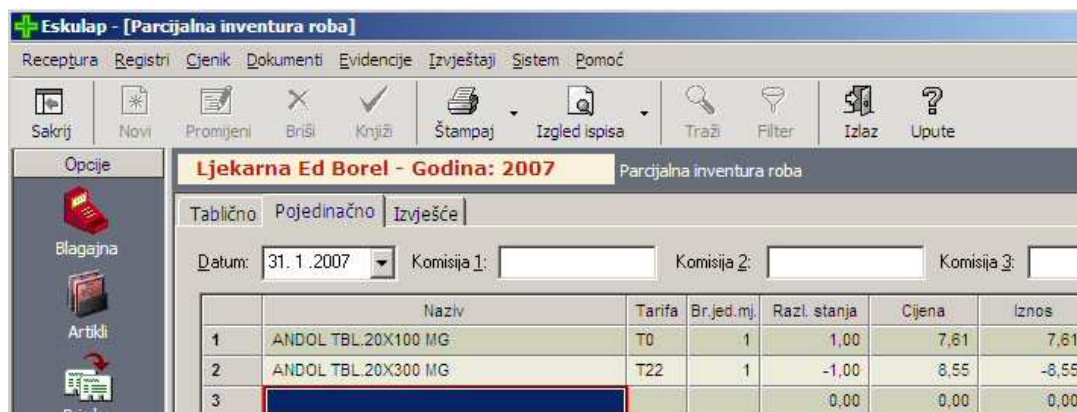 Eskulap - [Parcijalna inventura roba]
Receptura Registri Cjenik Dokumenti Evidencije Izvještaji Sistem Pomoć
Sakrij Novi Promijeni Briši Knjiži Štampaj Izgled ispisa Traži Filter Izlaz Upute
Opcije
Ljekarna Ed Borel - Godina: 2007 Parcijalna inventura roba
Tablično Pojedinačno Izvješće
Blagajna
Datum: 31. 1 .2007 Komisija 1: Komisija 2: Komisija 3:
Naziv Tarifa Br.jed.mj. Razl. stanja Cijena Iznos
Artikli
1 ANDOL TBL.20X100 MG T0 1 1,00 7,61 7,61
2 ANDOL TBL.20X300 MG T22 1 -1,00 8,55 -8,55
3 0,00 0,00 0,00